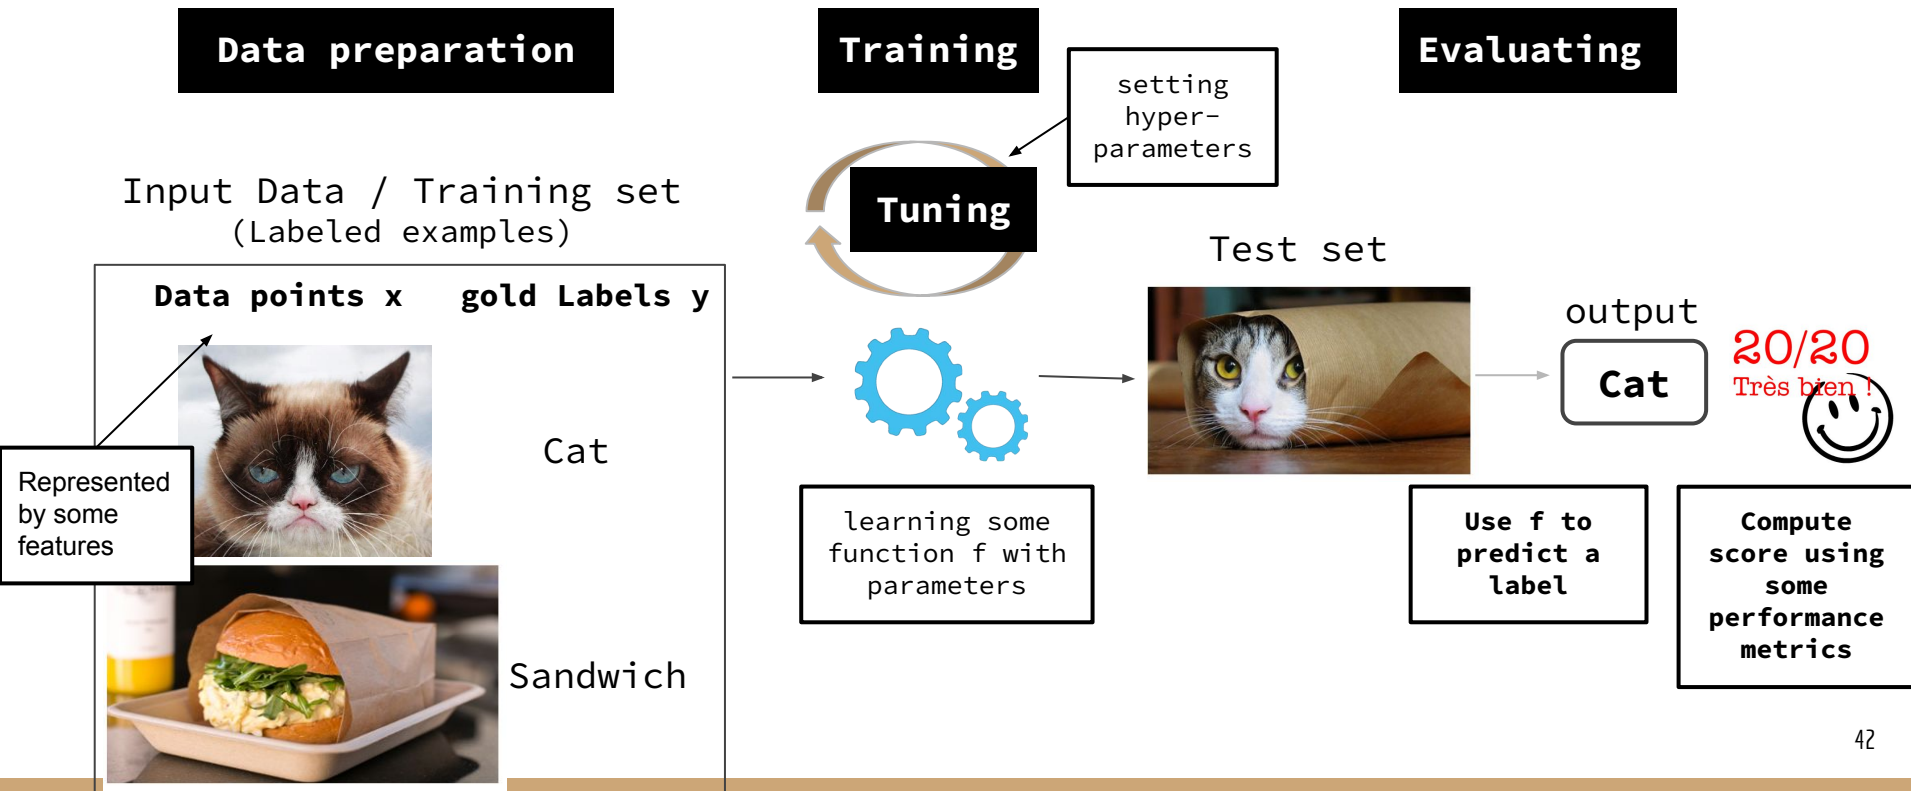 Data preparation
Training
Evaluating
setting
hyper-
parameters
Tuning
Input Data / Training set
(Labeled examples)
Data points x
gold Labels y
Represented
by some
features
Cat
Sandwich
learning some
function f with
parameters
Test set
output
Cat
20/20
Très bien !
Use f to
predict a
label
Compute
score using
some
performance
metrics
42